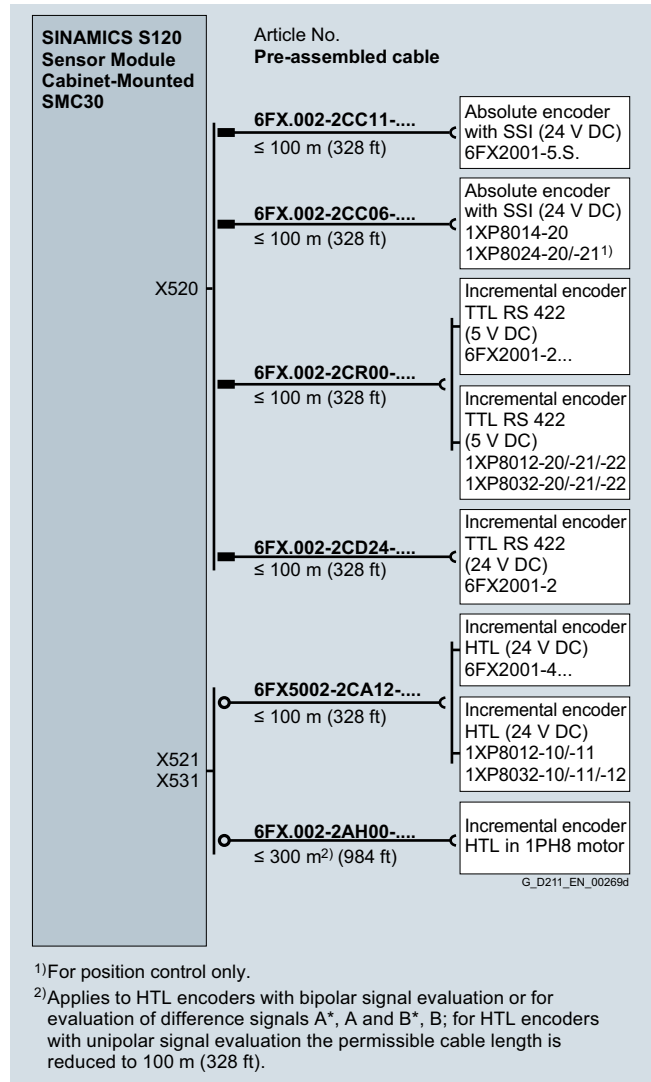 SINAMICS S120
Sensor Module
Cabinet-Mounted
SMC30
Article No.
Pre-assembled cable
6FX.002-2CC11-....
≤ 100 m (328 ft)
Absolute encoder
with SSI (24 V DC)
6FX2001-5.S.
6FX.002-2CC06-....
≤ 100 m (328 ft)
Absolute encoder
with SSI (24 V DC)
1XP8014-20
1XP8024-20/-21¹⁾
X520
6FX.002-2CR00-....
≤ 100 m (328 ft)
Incremental encoder
TTL RS 422
(5 V DC)
6FX2001-2...
Incremental encoder
TTL RS 422
(5 V DC)
1XP8012-20/-21/-22
1XP8032-20/-21/-22
6FX.002-2CD24-....
≤ 100 m (328 ft)
Incremental encoder
TTL RS 422
(24 V DC)
6FX2001-2
X521
X531
6FX5002-2CA12-....
≤ 100 m (328 ft)
Incremental encoder
HTL (24 V DC)
6FX2001-4...
Incremental encoder
HTL (24 V DC)
1XP8012-10/-11
1XP8032-10/-11/-12
6FX.002-2AH00-....
≤ 300 m²⁾ (984 ft)
Incremental encoder
HTL in 1PH8 motor
G_D211_EN_00269d
¹⁾For position control only.
²⁾Applies to HTL encoders with bipolar signal evaluation or for
evaluation of difference signals A*, A and B*, B; for HTL encoders
with unipolar signal evaluation the permissible cable length is
reduced to 100 m (328 ft).